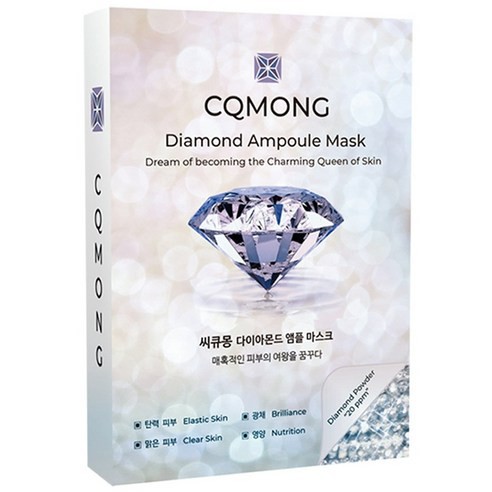 CQMONG
CQMONG
Diamond Ampoule Mask
Dream of becoming the Charming Queen of Skin
씨큐몽 다이아몬드 앰플 마스크
매혹적인 피부의 여왕을 꿈꾸다
탄력 피부 Elastic Skin
광채 Brilliance
맑은 피부 Clear Skin
영양 Nutrition
Diamond Powder
"20 ppm"